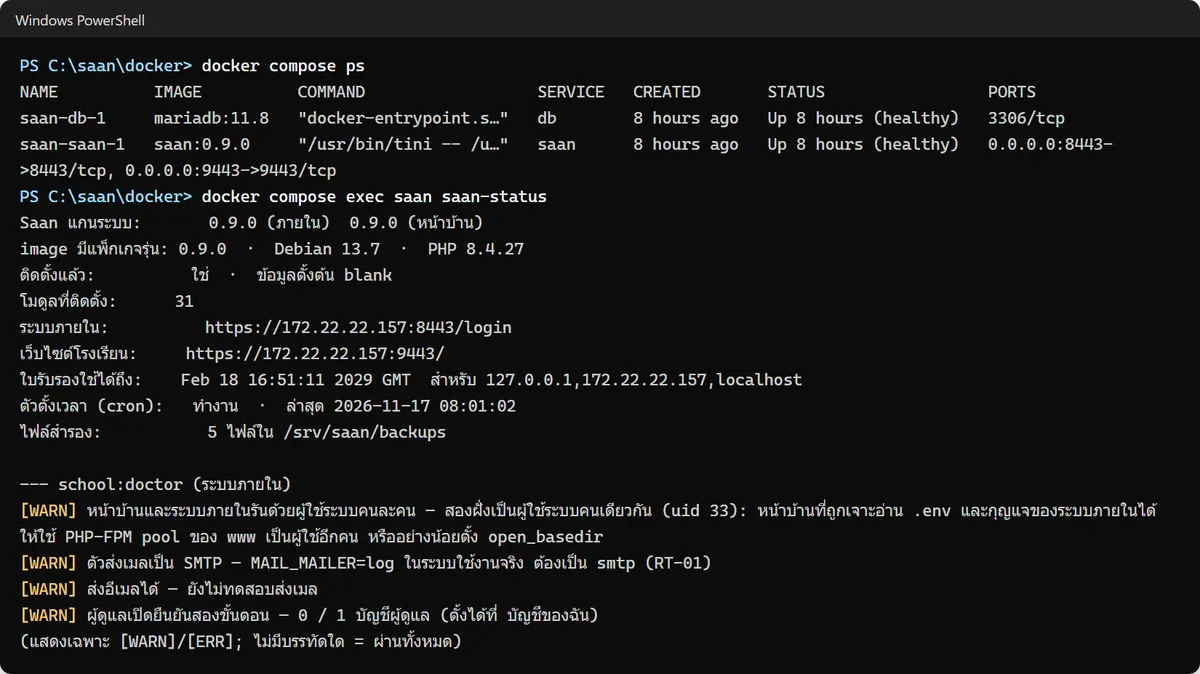 Windows PowerShell
PS C:\saan\docker> docker compose ps
NAME IMAGE COMMAND SERVICE CREATED STATUS PORTS
saan-db-1 mariadb:11.8 "docker-entrypoint.s…" db 8 hours ago Up 8 hours (healthy) 3306/tcp
saan-saan-1 saan:0.9.0 "/usr/bin/tini -- /u…" saan 8 hours ago Up 8 hours (healthy) 0.0.0.0:8443-
>8443/tcp, 0.0.0.0:9443->9443/tcp
PS C:\saan\docker> docker compose exec saan saan-status
Saan แกนระบบ: 0.9.0 (ภายใน) 0.9.0 (หน้าบ้าน)
image มีแพ็กเกจรุ่น: 0.9.0 · Debian 13.7 · PHP 8.4.27
ติดตั้งแล้ว: ใช่ · ข้อมูลตั้งต้น blank
โมดูลที่ติดตั้ง: 31
ระบบภายใน: https://172.22.22.157:8443/login
เว็บไซต์โรงเรียน: https://172.22.22.157:9443/
ใบรับรองใช้ได้ถึง: Feb 18 16:51:11 2029 GMT สำหรับ 127.0.0.1,172.22.22.157,localhost
ตัวตั้งเวลา (cron): ทำงาน · ล่าสุด 2026-11-17 08:01:02
ไฟล์สำรอง: 5 ไฟล์ใน /srv/saan/backups
--- school:doctor (ระบบภายใน)
[WARN] หน้าบ้านและระบบภายในรันด้วยผู้ใช้ระบบคนละคน — สองฝั่งเป็นผู้ใช้ระบบคนเดียวกัน (uid 33): หน้าบ้านที่ถูกเจาะอ่าน .env และกุญแจของระบบภายในได้
ให้ใช้ PHP-FPM pool ของ www เป็นผู้ใช้อีกคน หรืออย่างน้อยตั้ง open_basedir
[WARN] ตัวส่งเมลเป็น SMTP — MAIL_MAILER=log ในระบบใช้งานจริง ต้องเป็น smtp (RT-01)
[WARN] ส่งอีเมลได้ — ยังไม่ทดสอบส่งเมล
[WARN] ผู้ดูแลเปิดยืนยันสองขั้นตอน — 0 / 1 บัญชีผู้ดูแล (ตั้งได้ที่ บัญชีของฉัน)
(แสดงเฉพาะ [WARN]/[ERR]; ไม่มีบรรทัดใด = ผ่านทั้งหมด)